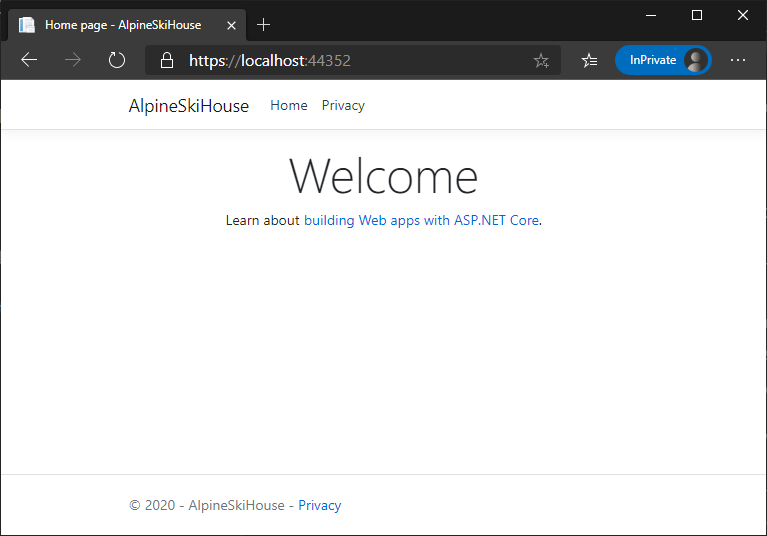 Home page - AlpineSkiHouse
https://localhost:44352
InPrivate
AlpineSkiHouse Home Privacy
Welcome
Learn about building Web apps with ASP.NET Core.
© 2020 - AlpineSkiHouse - Privacy